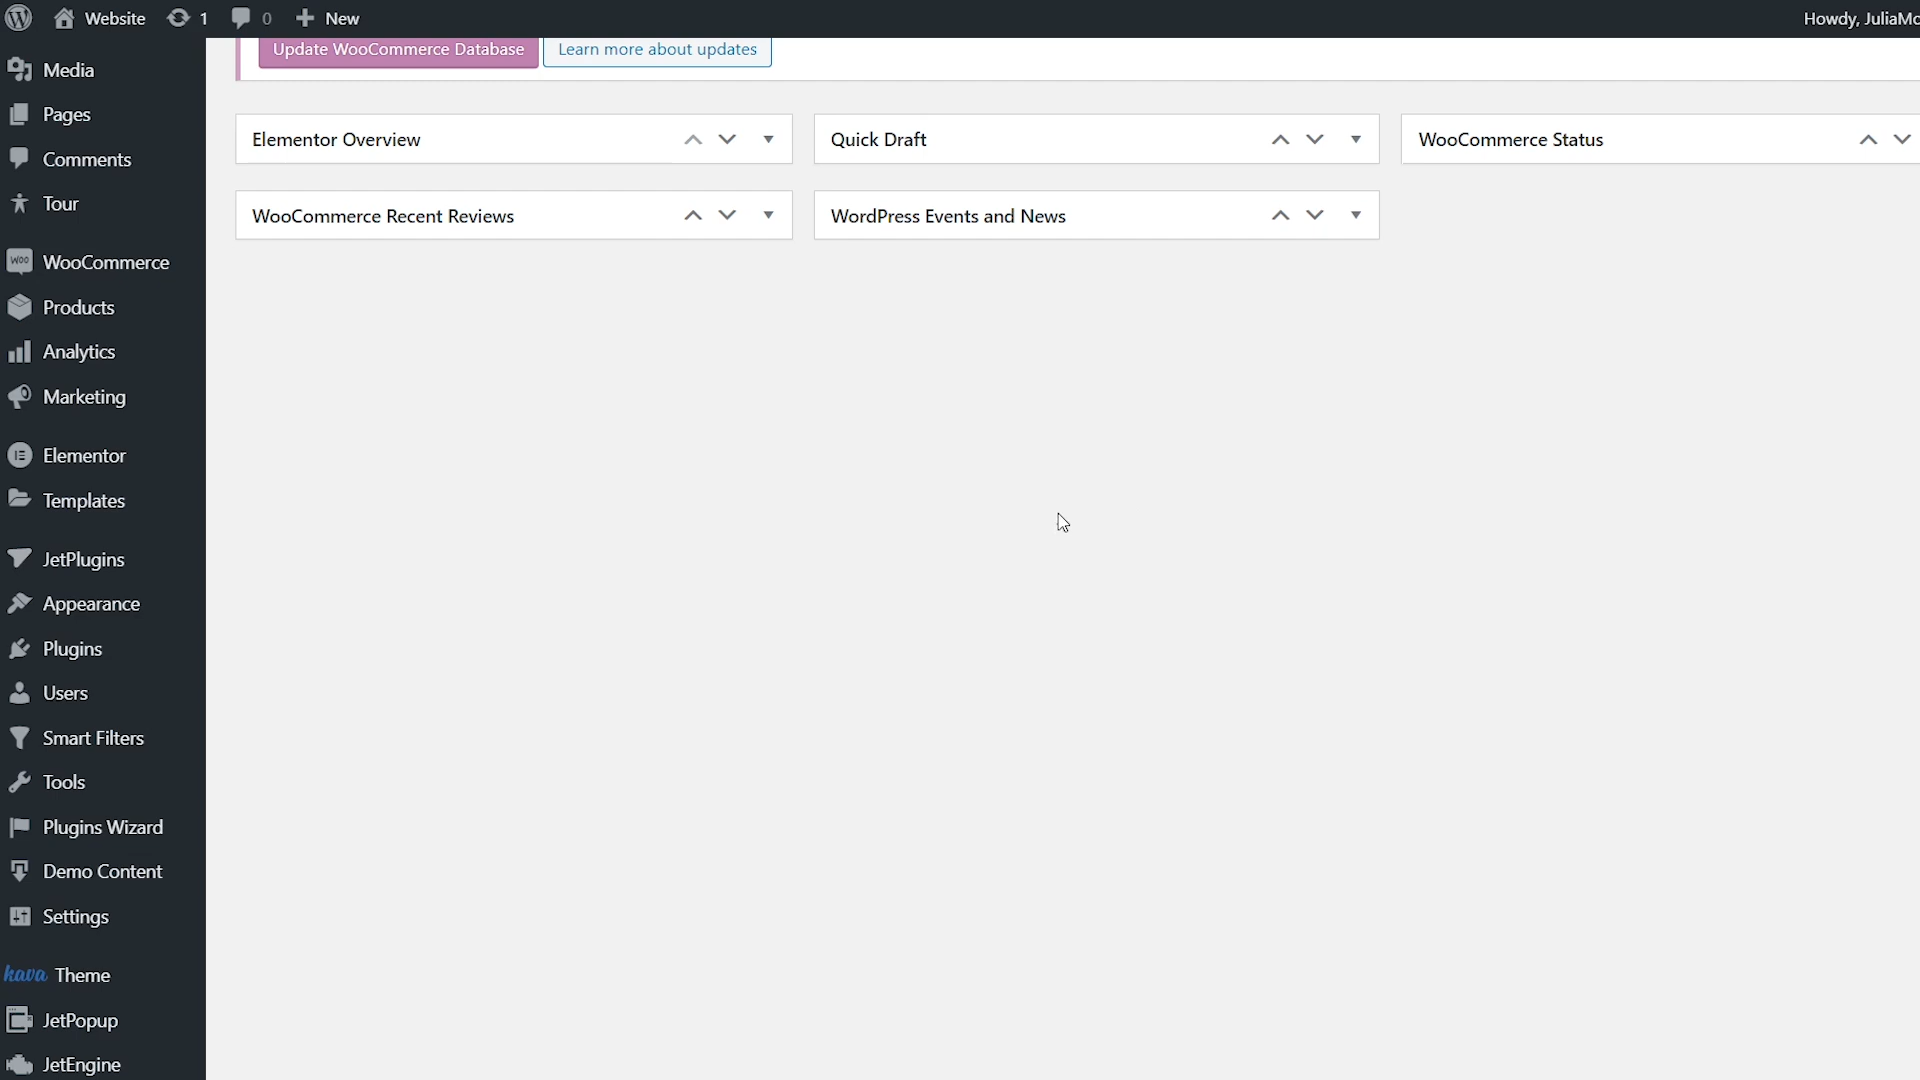 Website 1 0 New Howdy, JuliaMc
Update WooCommerce Database Learn more about updates
Media
Pages
Comments
Tour
WooCommerce
Products
Analytics
Marketing
Elementor
Templates
JetPlugins
Appearance
Plugins
Users
Smart Filters
Tools
Plugins Wizard
Demo Content
Settings
kava Theme
JetPopup
JetEngine
Elementor Overview
Quick Draft
WooCommerce Status
WooCommerce Recent Reviews
WordPress Events and News